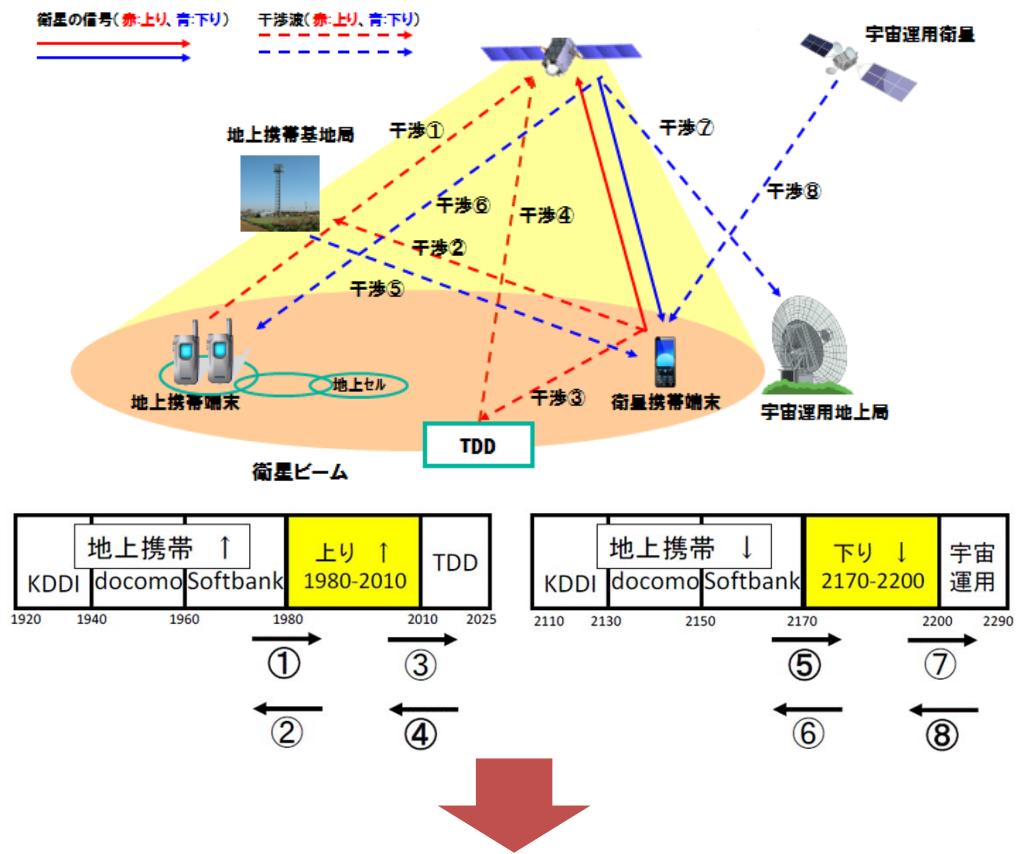 衛星の信号(赤:上り、青:下り)
干渉波(赤:上り、青:下り)
宇宙運用衛星
干渉①
干渉⑦
地上携帯基地局
干渉⑧
干渉⑥
干渉④
干渉②
干渉⑤
地上セル
干渉③
地上携帯端末
衛星携帯端末
宇宙運用地上局
TDD
衛星ビーム
地上携帯 ↑
KDDI
docomo
Softbank
上り ↑
1980-2010
TDD
1920
1940
1960
1980
2010
2025
地上携帯 ↓
KDDI
docomo
Softbank
下り ↓
2170-2200
宇宙
運用
2110
2130
2150
2170
2200
2290
①
③
⑤
⑦
②
④
⑥
⑧